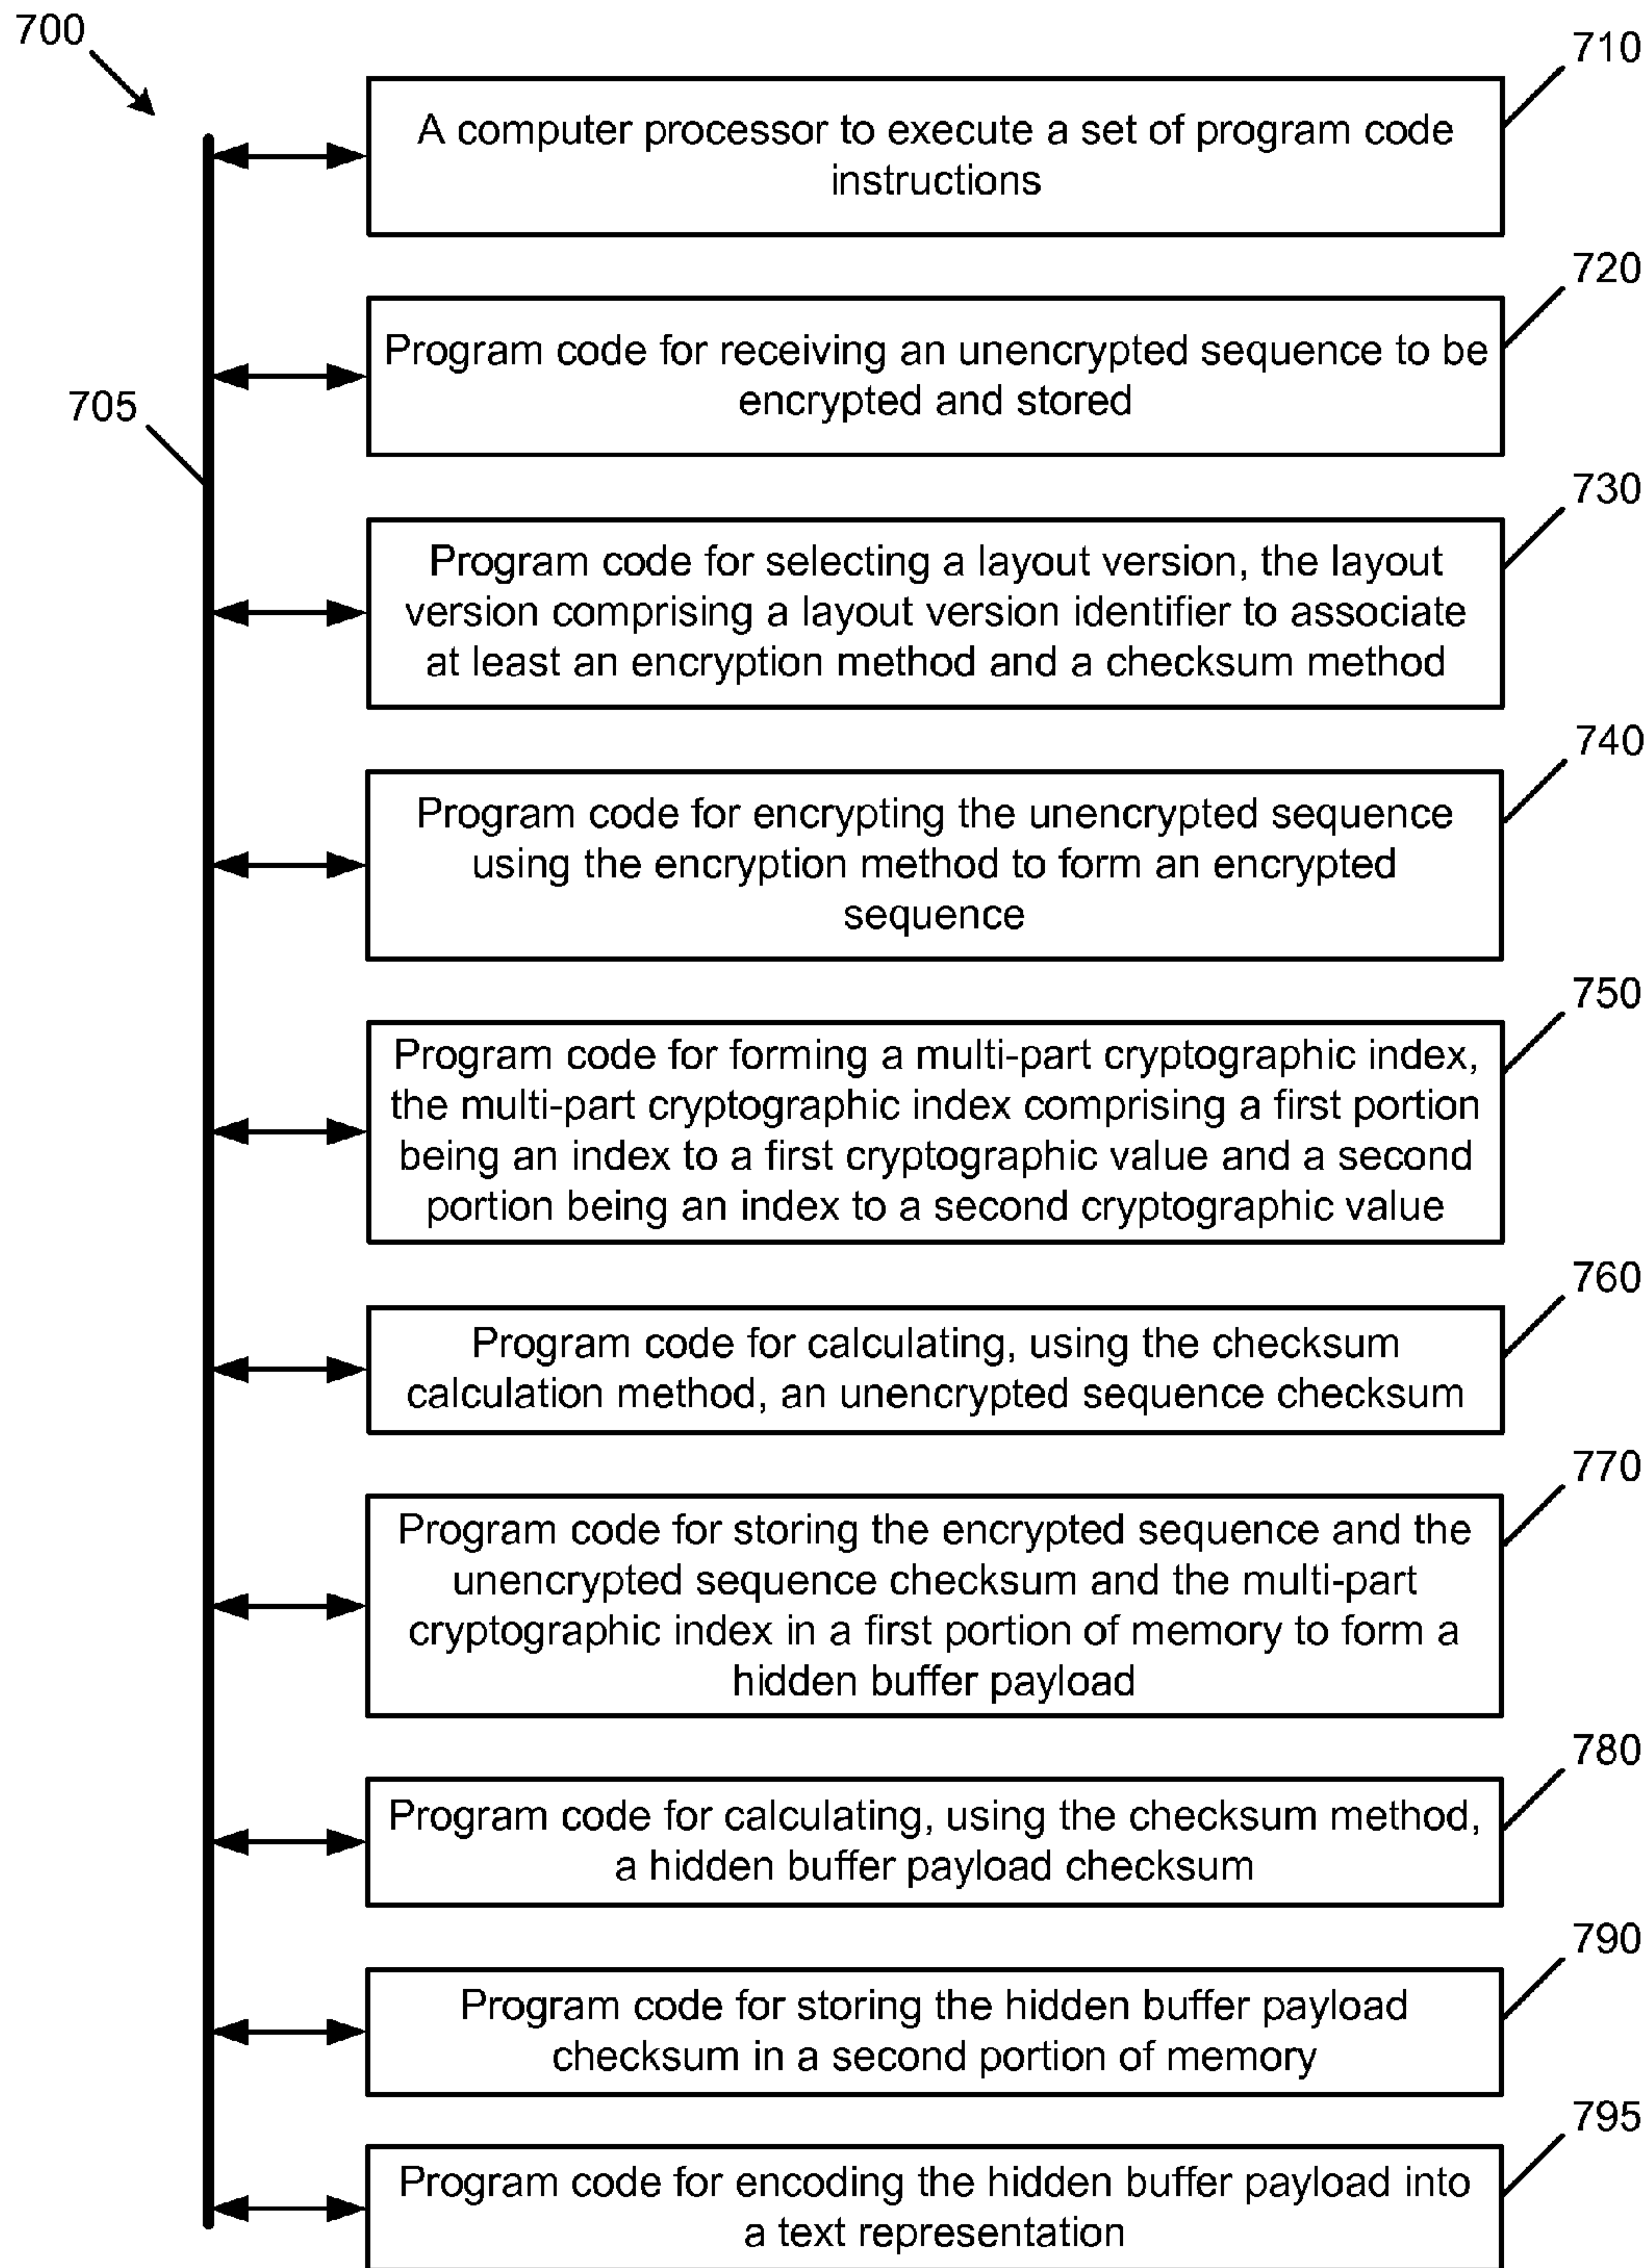 700
710
A computer processor to execute a set of program code
instructions
720
Program code for receiving an unencrypted sequence to be
encrypted and stored
705
730
Program code for selecting a layout version, the layout
version comprising a layout version identifier to associate
at least an encryption method and a checksum method
740
Program code for encrypting the unencrypted sequence
using the encryption method to form an encrypted
sequence
750
Program code for forming a multi-part cryptographic index,
the multi-part cryptographic index comprising a first portion
being an index to a first cryptographic value and a second
portion being an index to a second cryptographic value
760
Program code for calculating, using the checksum
calculation method, an unencrypted sequence checksum
770
Program code for storing the encrypted sequence and the
unencrypted sequence checksum and the multi-part
cryptographic index in a first portion of memory to form a
hidden buffer payload
780
Program code for calculating, using the checksum method,
a hidden buffer payload checksum
790
Program code for storing the hidden buffer payload
checksum in a second portion of memory
795
Program code for encoding the hidden buffer payload into
a text representation